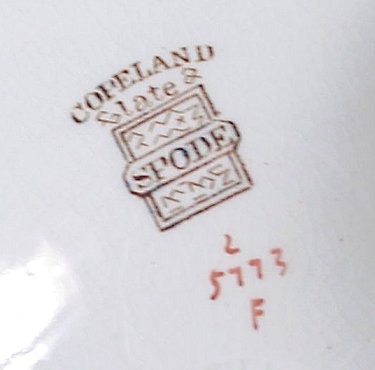 COPELAND
late
SPODE
2
5773
F